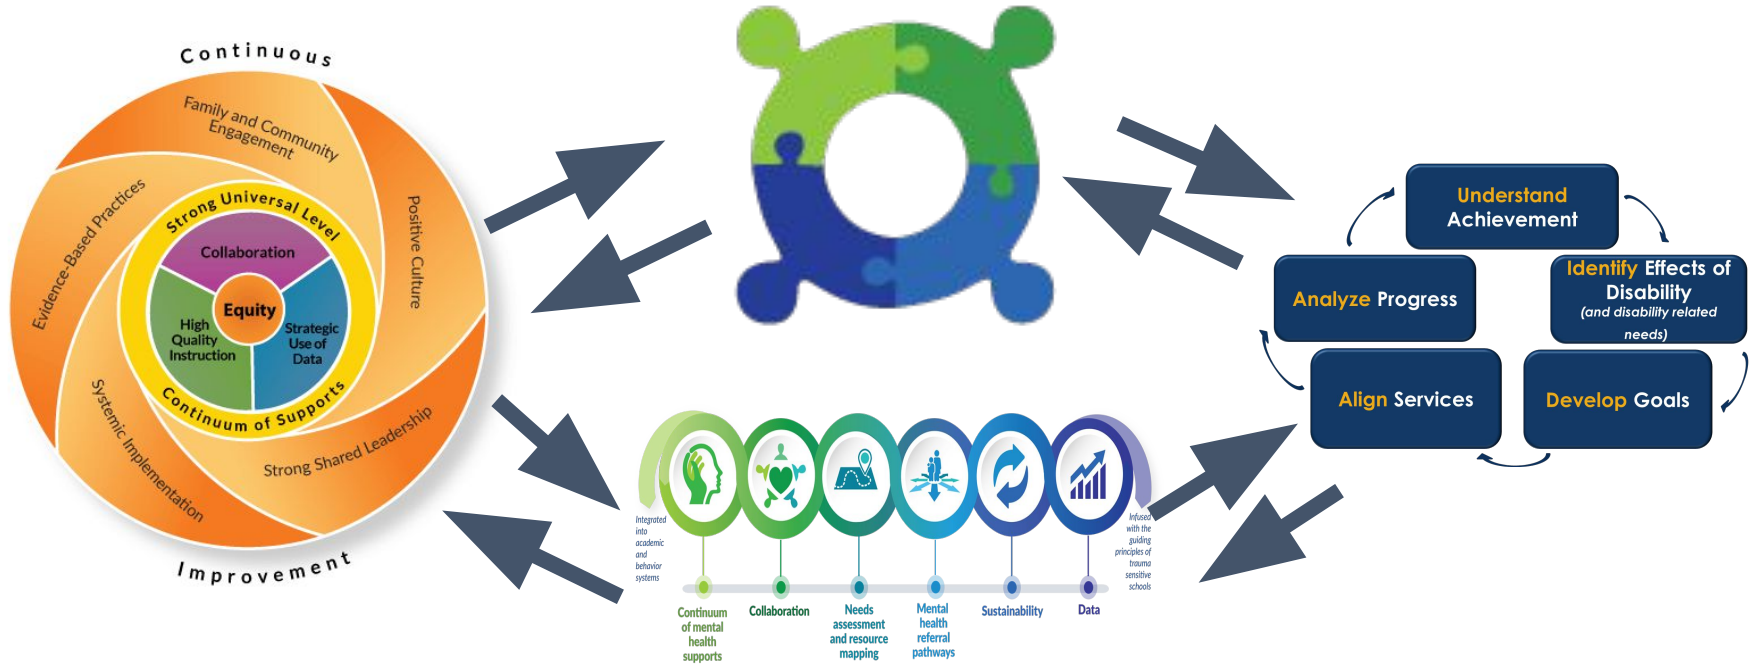 Continuous
Family and Community
Engagement
Positive Culture
Evidence-Based Practices
Strong Universal Level
Collaboration
Equity
High
Quality
Instruction
Strategic
Use of
Data
Continuum of Supports
Systemic Implementation
Strong Shared Leadership
Improvement
Integrated
into
academic
and
behavior
systems
Continuum
of mental
health
supports
Collaboration
Needs
assessment
and resource
mapping
Mental
health
referral
pathways
Sustainability
Data
Infused
with the
guiding
principles of
trauma
sensitive
schools
Understand
Achievement
Identify Effects of
Disability
(and disability related
needs)
Develop Goals
Align Services
Analyze Progress